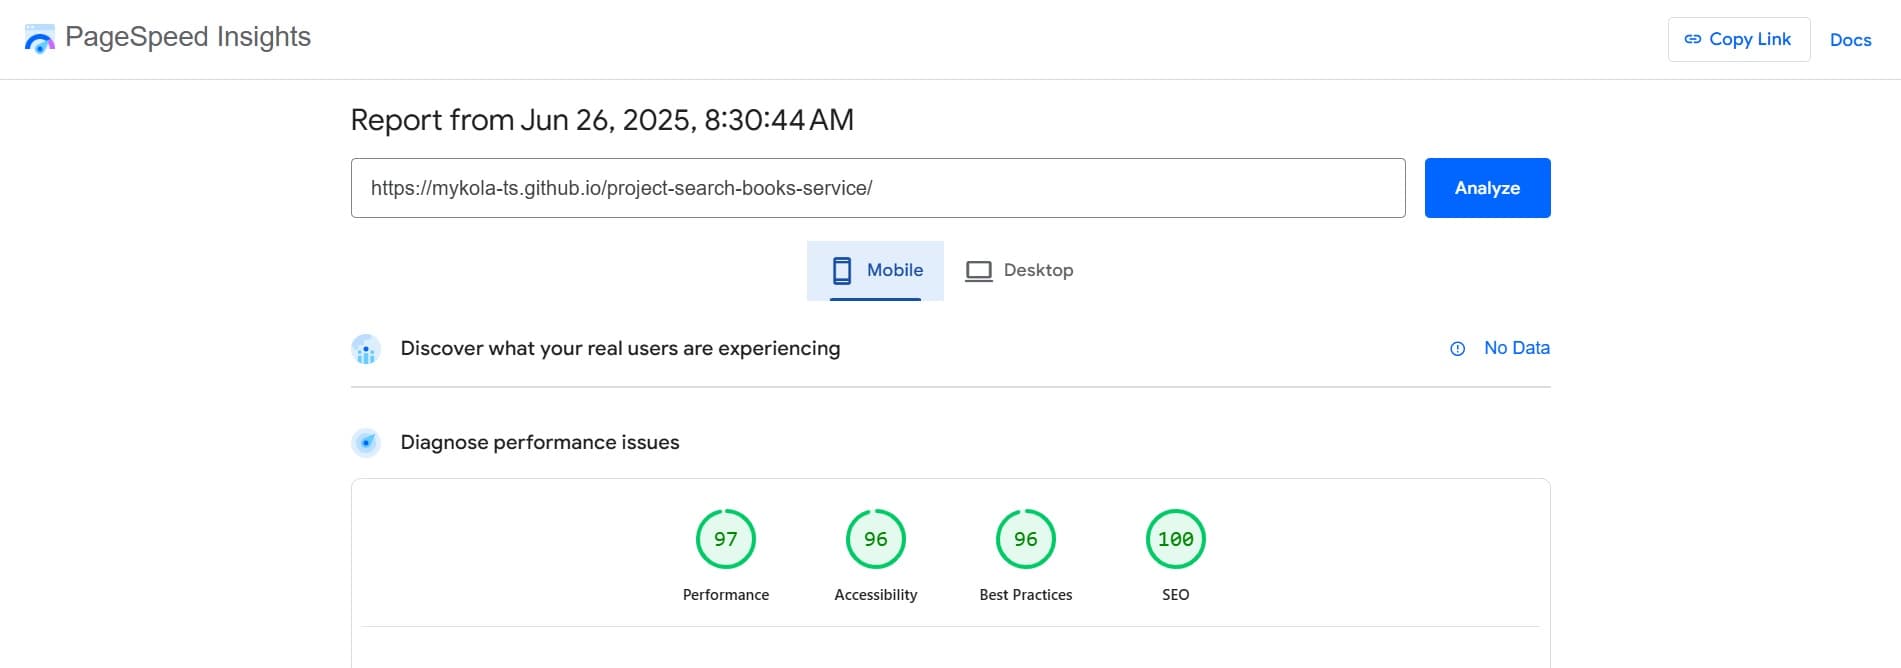 PageSpeed Insights
Copy Link
Docs
Report from Jun 26, 2025, 8:30:44 AM
https://mykola-ts.github.io/project-search-books-service/
Analyze
Mobile
Desktop
Discover what your real users are experiencing
No Data
Diagnose performance issues
97
96
96
100
Performance
Accessibility
Best Practices
SEO